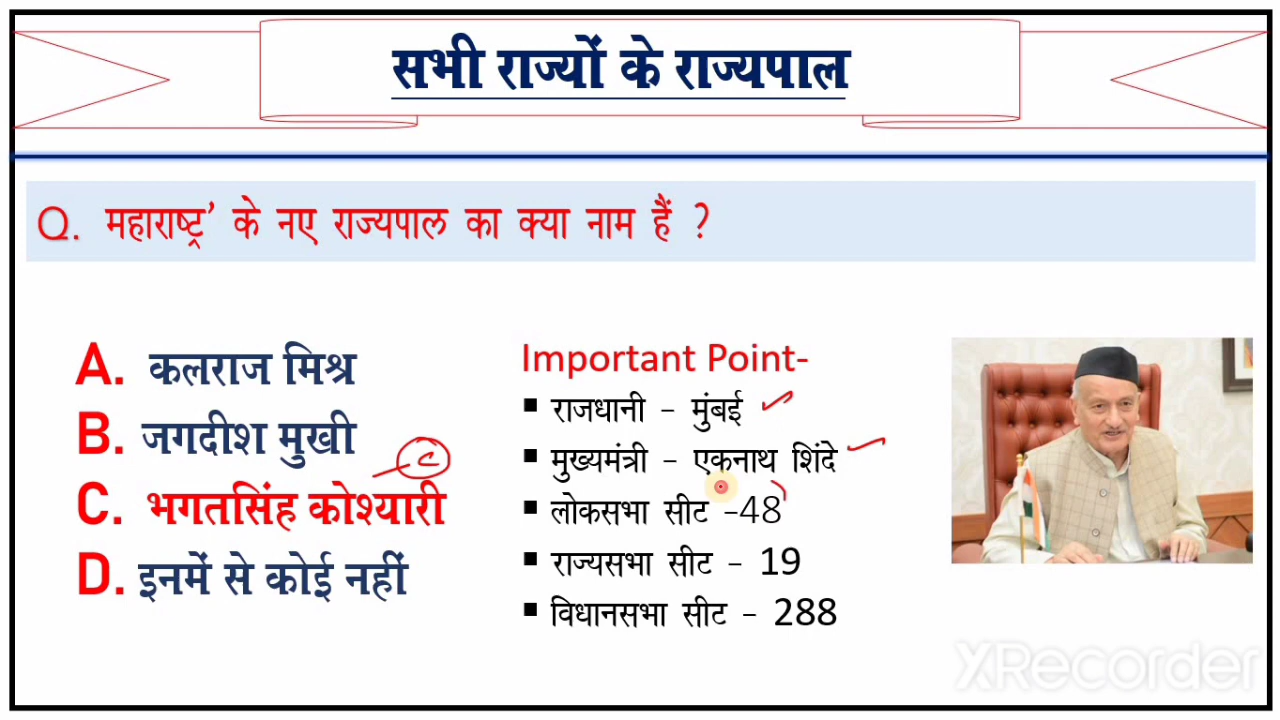 सभी राज्यों के राज्यपाल
Q. महाराष्ट्र’ के नए राज्यपाल का क्या नाम हैं ?
A. कलराज मिश्र
B. जगदीश मुखी
C
C. भगतसिंह कोश्यारी
D. इनमें से कोई नहीं
Important Point-
▪ राजधानी - मुंबई
▪ मुख्यमंत्री - एकनाथ शिंदे
▪ लोकसभा सीट -48
▪ राज्यसभा सीट - 19
▪ विधानसभा सीट - 288
XRecorder